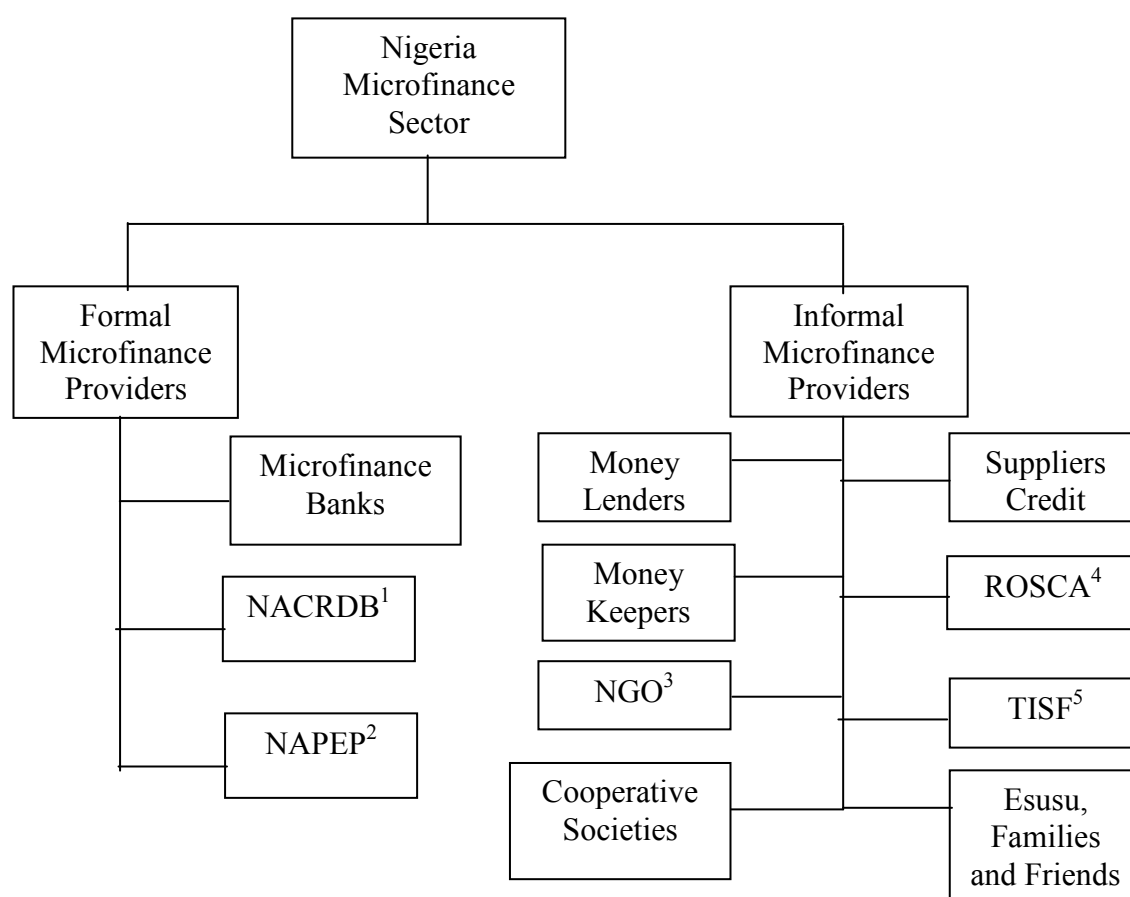 Nigeria
Microfinance
Sector
Formal
Microfinance
Providers
Informal
Microfinance
Providers
Microfinance
Banks
NACRDB1
NAPEP2
Money
Lenders
Money
Keepers
NGO3
Cooperative
Societies
Suppliers
Credit
ROSCA4
TISF5
Esusu,
Families
and Friends